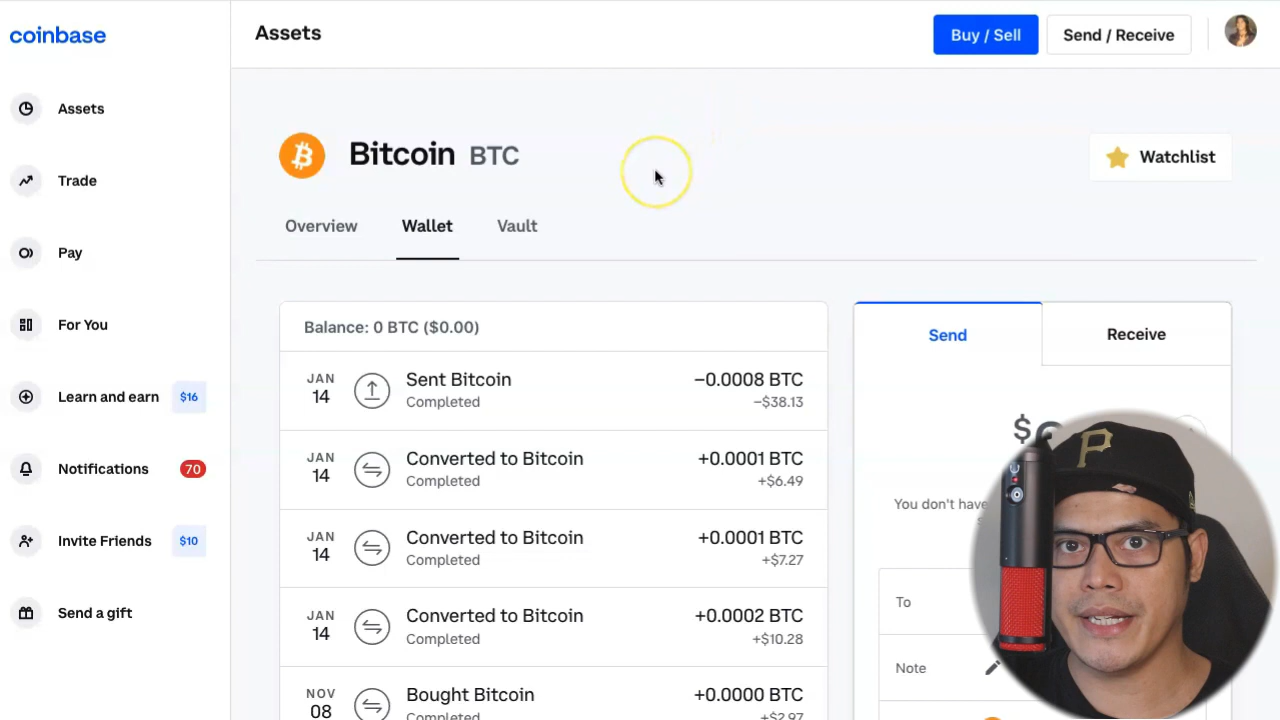 coinbase
Assets
Trade
Pay
For You
Learn and earn $16
Notifications 70
Invite Friends $10
Send a gift
Assets
Buy / Sell
Send / Receive
Bitcoin BTC
Watchlist
Overview Wallet Vault
Balance: 0 BTC ($0.00)
JAN 14
Sent Bitcoin −0.0008 BTC
Completed −$38.13
JAN 14
Converted to Bitcoin +0.0001 BTC
Completed +$6.49
JAN 14
Converted to Bitcoin +0.0001 BTC
Completed +$7.27
JAN 14
Converted to Bitcoin +0.0002 BTC
Completed +$10.28
NOV 08
Bought Bitcoin +0.0000 BTC
Completed +$2.97
Send Receive
$
You don't have
To
Note
P